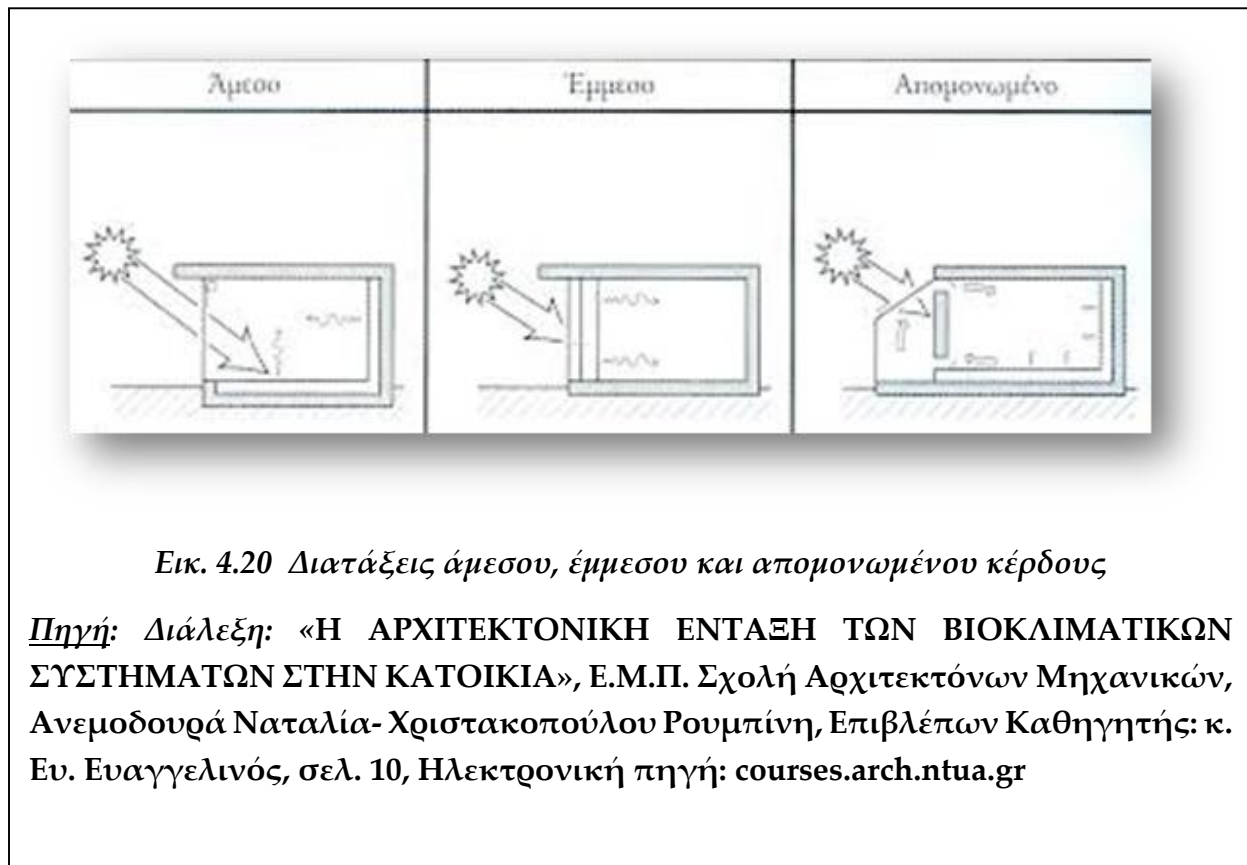 Άμεσο Έμμεσο Απομονωμένο
Εικ. 4.20 Διατάξεις άμεσου, έμμεσου και απομονωμένου κέρδους
Πηγή: Διάλεξη: «Η ΑΡΧΙΤΕΚΤΟΝΙΚΗ ΕΝΤΑΞΗ ΤΩΝ ΒΙΟΚΛΙΜΑΤΙΚΩΝ
ΣΥΣΤΗΜΑΤΩΝ ΣΤΗΝ ΚΑΤΟΙΚΙΑ», Ε.Μ.Π. Σχολή Αρχιτεκτόνων Μηχανικών,
Ανεμοδουρά Ναταλία- Χριστακοπούλου Ρουμπίνη, Επιβλέπων Καθηγητής: κ.
Ευ. Ευαγγελινός, σελ. 10, Ηλεκτρονική πηγή: courses.arch.ntua.gr